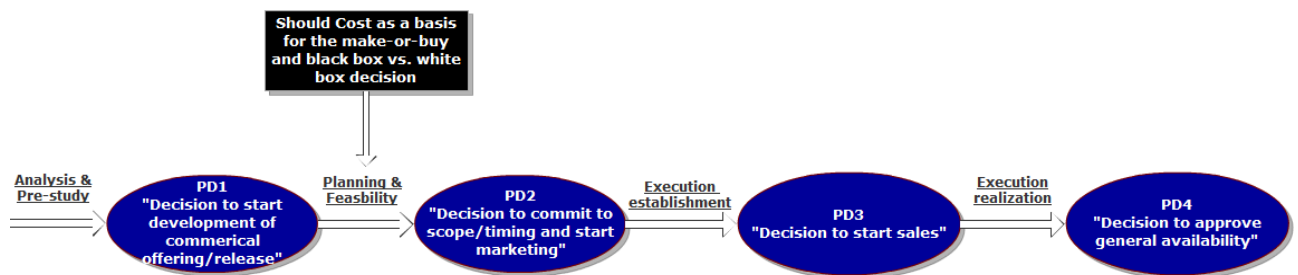 Should Cost as a basis
for the make-or-buy
and black box vs. white
box decision
Analysis &
Pre-study
PD1
"Decision to start
development of
commerical
offering/release"
Planning &
Feasbility
PD2
"Decision to commit to
scope/timing and start
marketing"
Execution
establishment
PD3
"Decision to start sales"
Execution
realization
PD4
"Decision to approve
general availability"